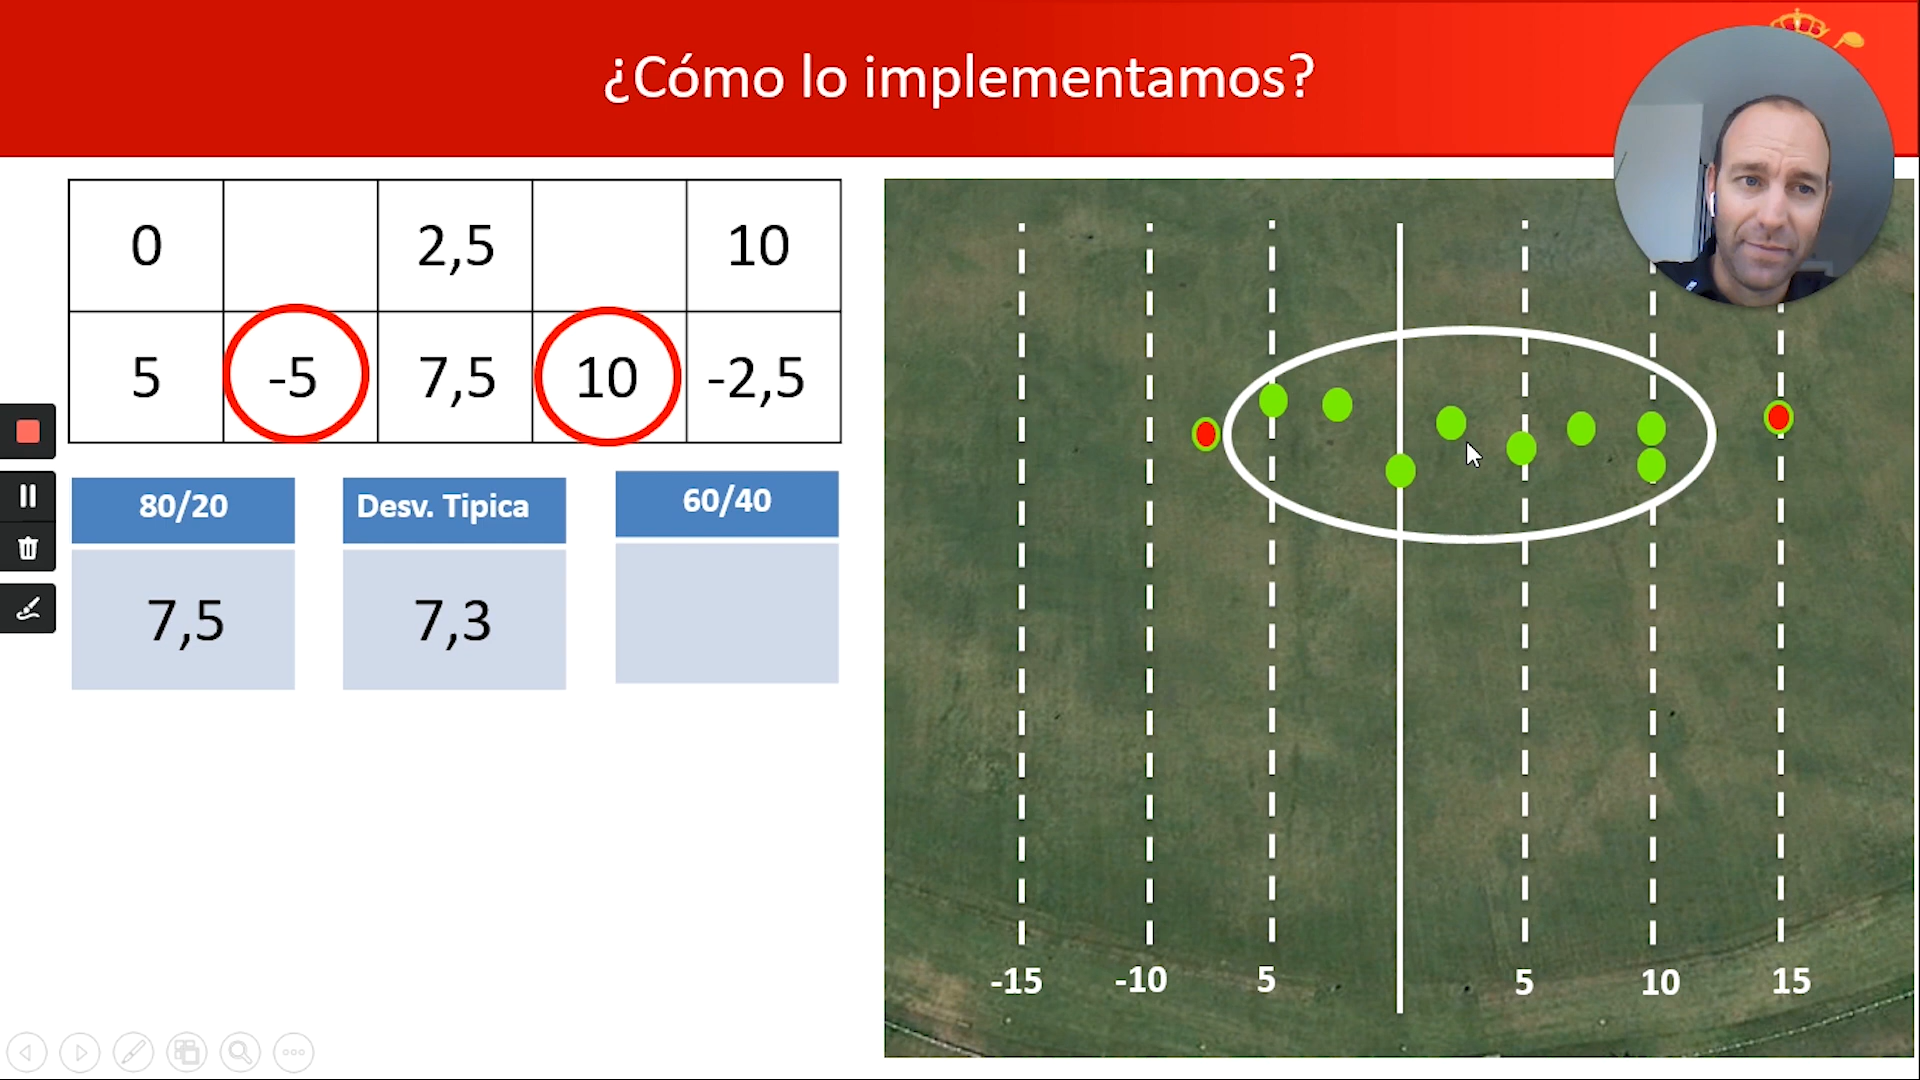 ¿Cómo lo implementamos?
0 2,5 10
5 -5 7,5 10 -2,5
80/20 Desv. Tipica 60/40
7,5 7,3
-15 -10 5 5 10 15